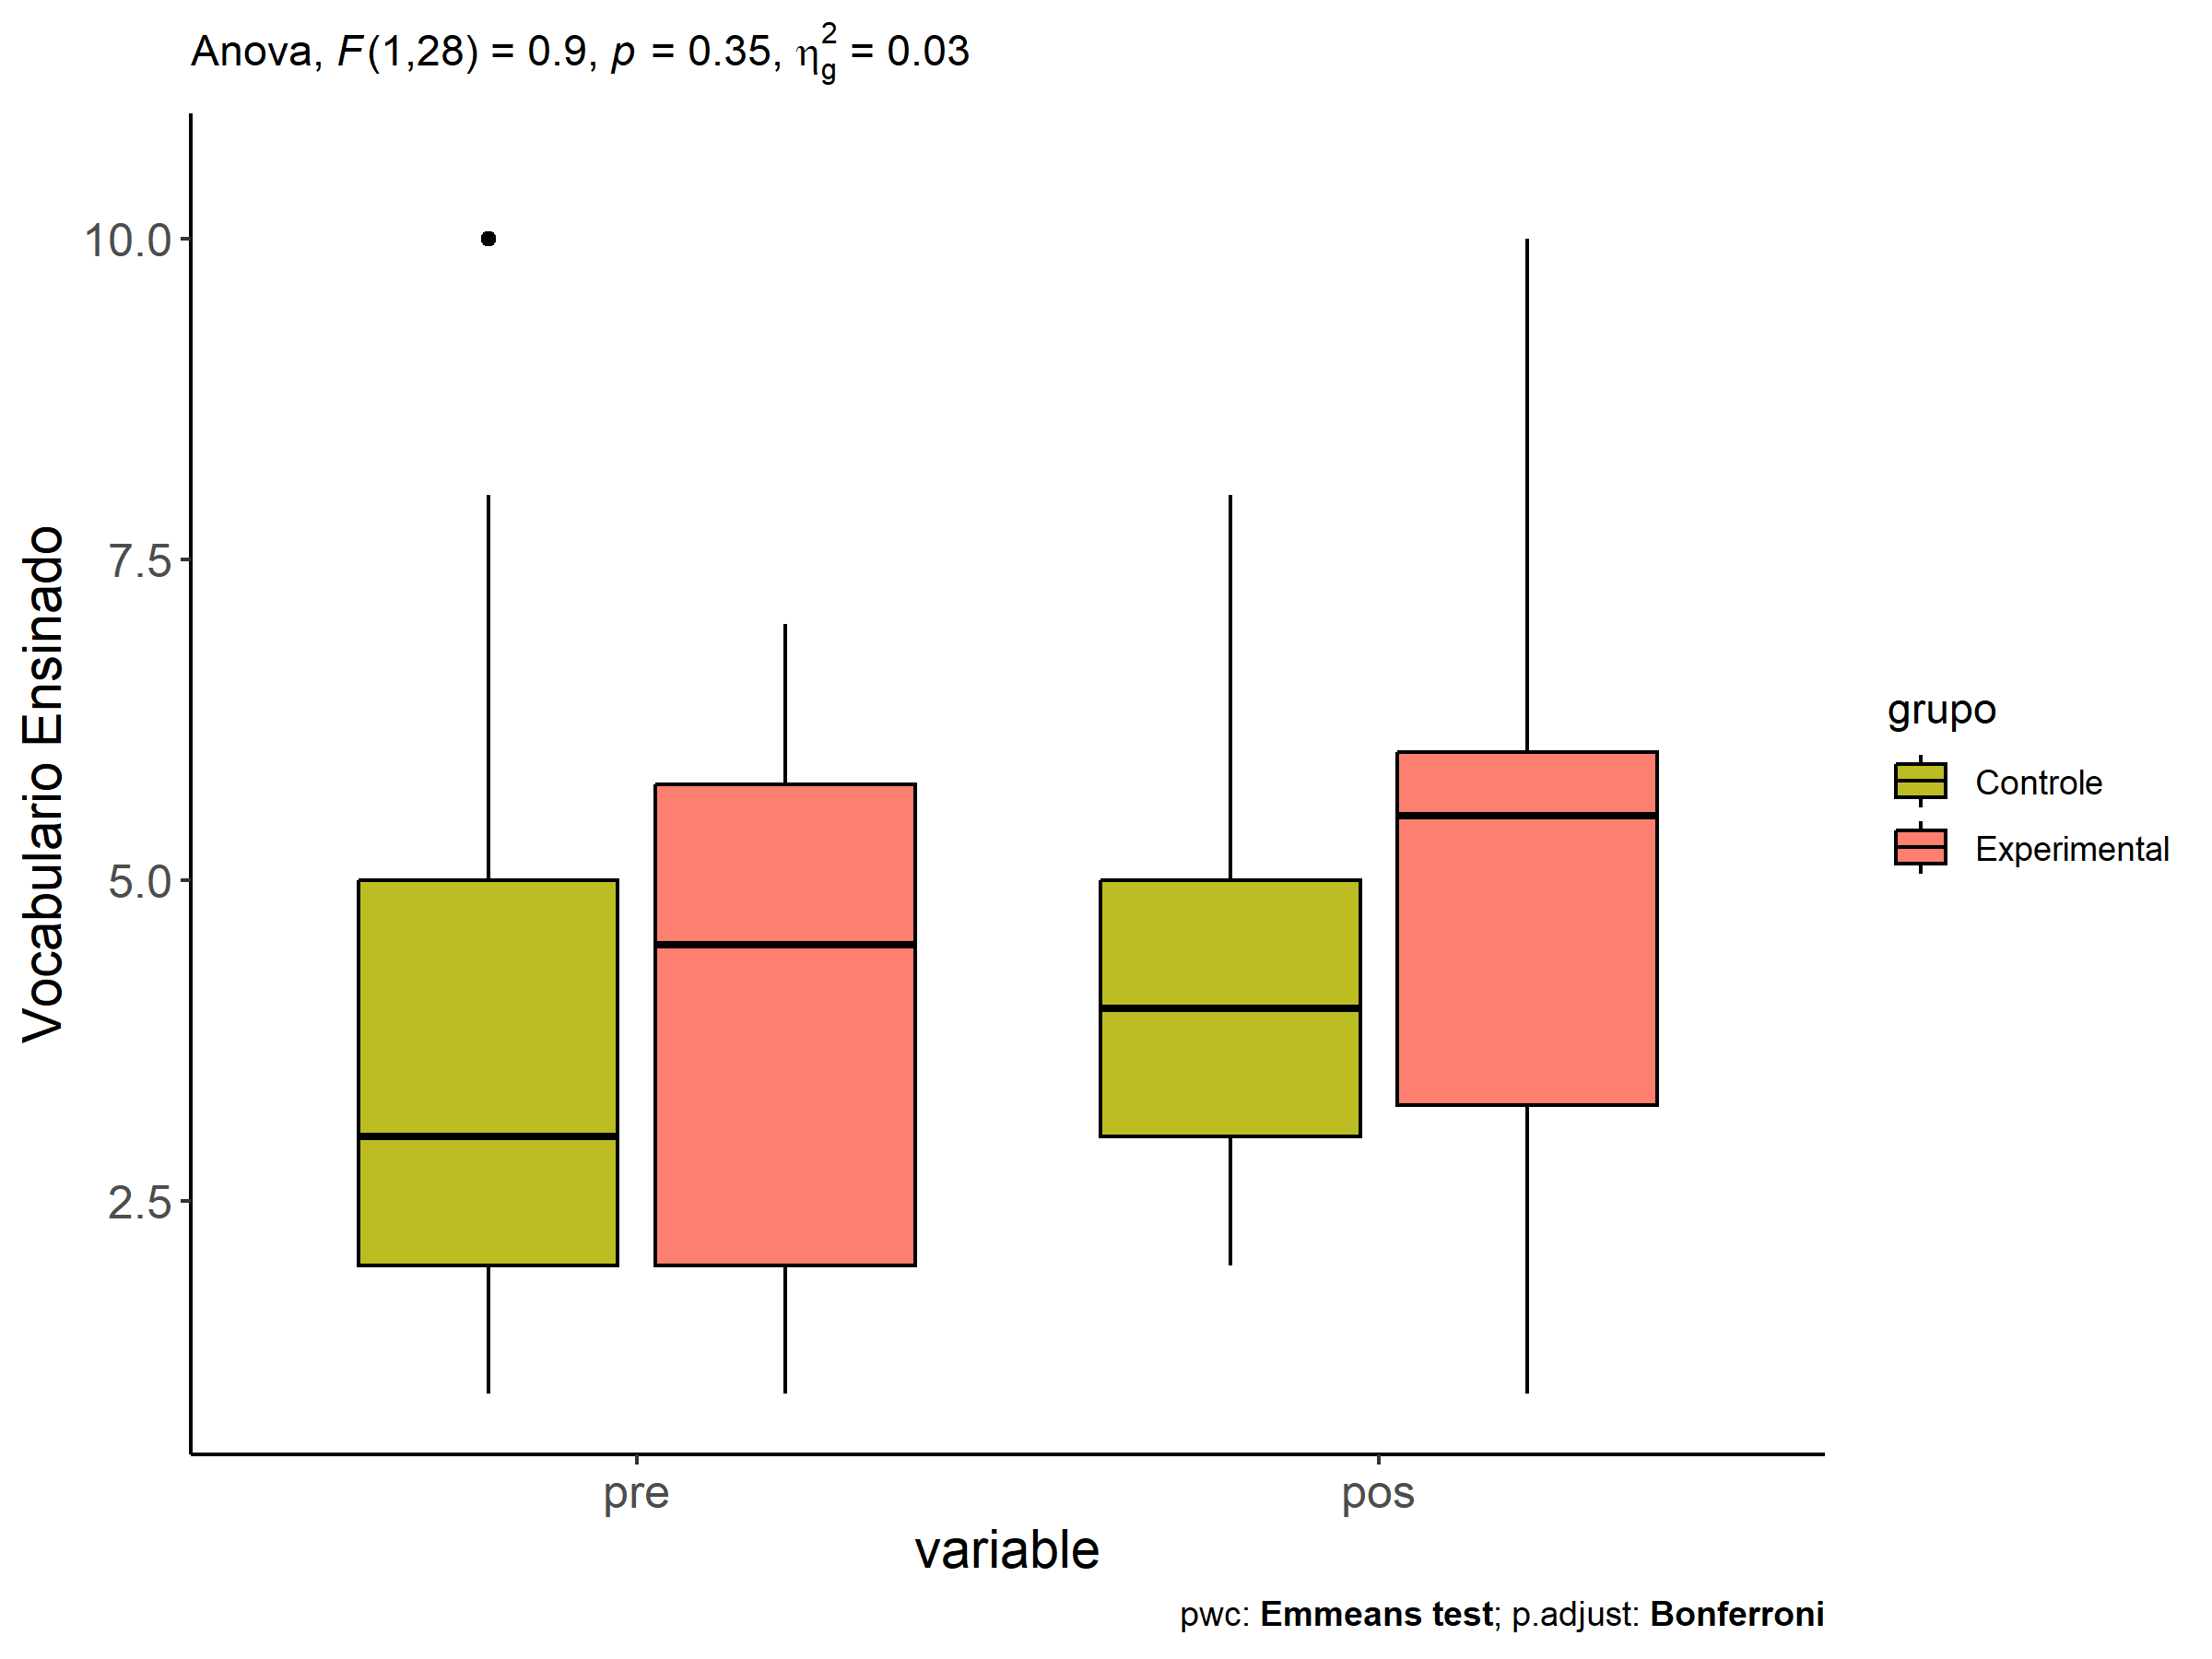 Anova, F(1,28) = 0.9, p = 0.35, η²g = 0.03
Vocabulario Ensinado
10.0
7.5
5.0
2.5
pre
pos
variable
grupo
Controle
Experimental
pwc: Emmeans test; p.adjust: Bonferroni